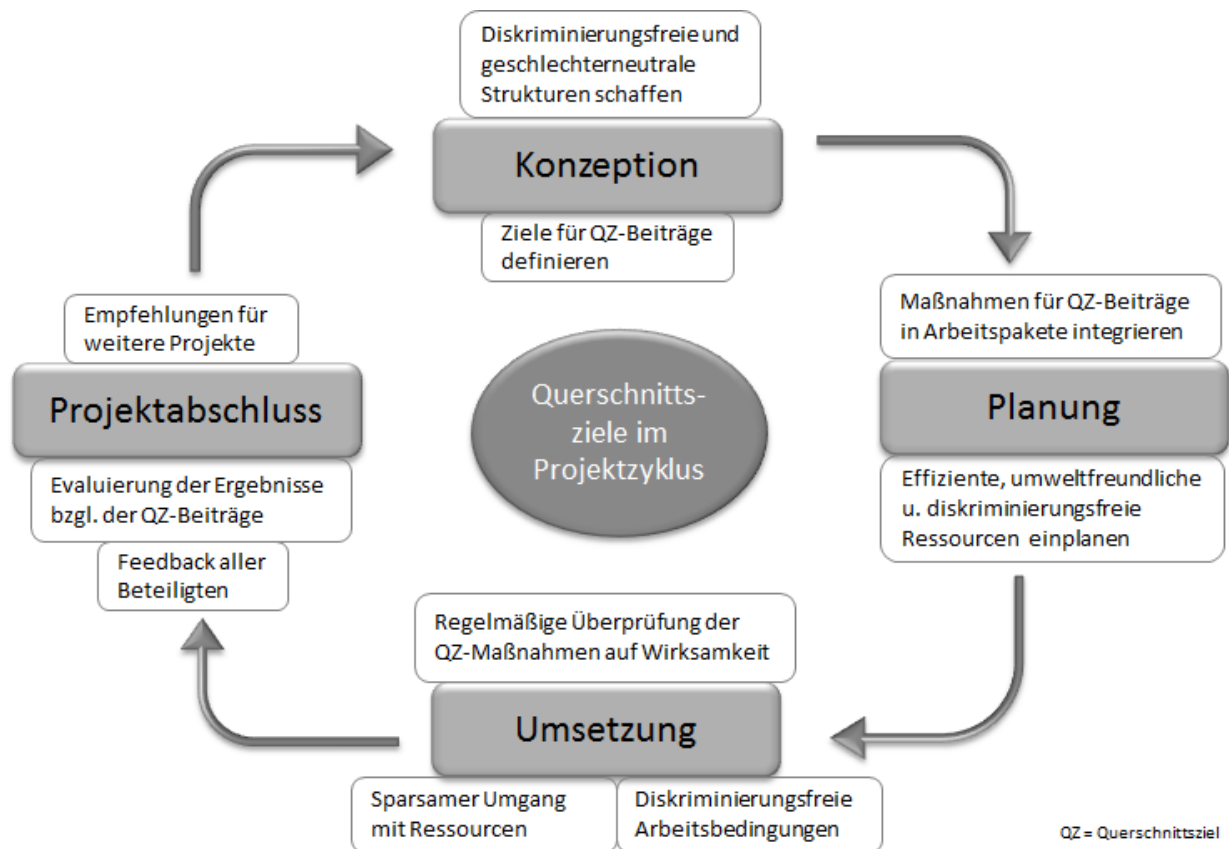 Diskriminierungsfreie und
geschlechterneutrale
Strukturen schaffen
Konzeption
Ziele für QZ-Beiträge
definieren
Maßnahmen für QZ-Beiträge
in Arbeitspakete integrieren
Planung
Effiziente, umweltfreundliche
u. diskriminierungsfreie
Ressourcen einplanen
Regelmäßige Überprüfung der
QZ-Maßnahmen auf Wirksamkeit
Umsetzung
Sparsamer Umgang
mit Ressourcen
Diskriminierungsfreie
Arbeitsbedingungen
Empfehlungen für
weitere Projekte
Projektabschluss
Evaluierung der Ergebnisse
bzgl. der QZ-Beiträge
Feedback aller
Beteiligten
Querschnitts-
ziele im
Projektzyklus
QZ = Querschnittsziel